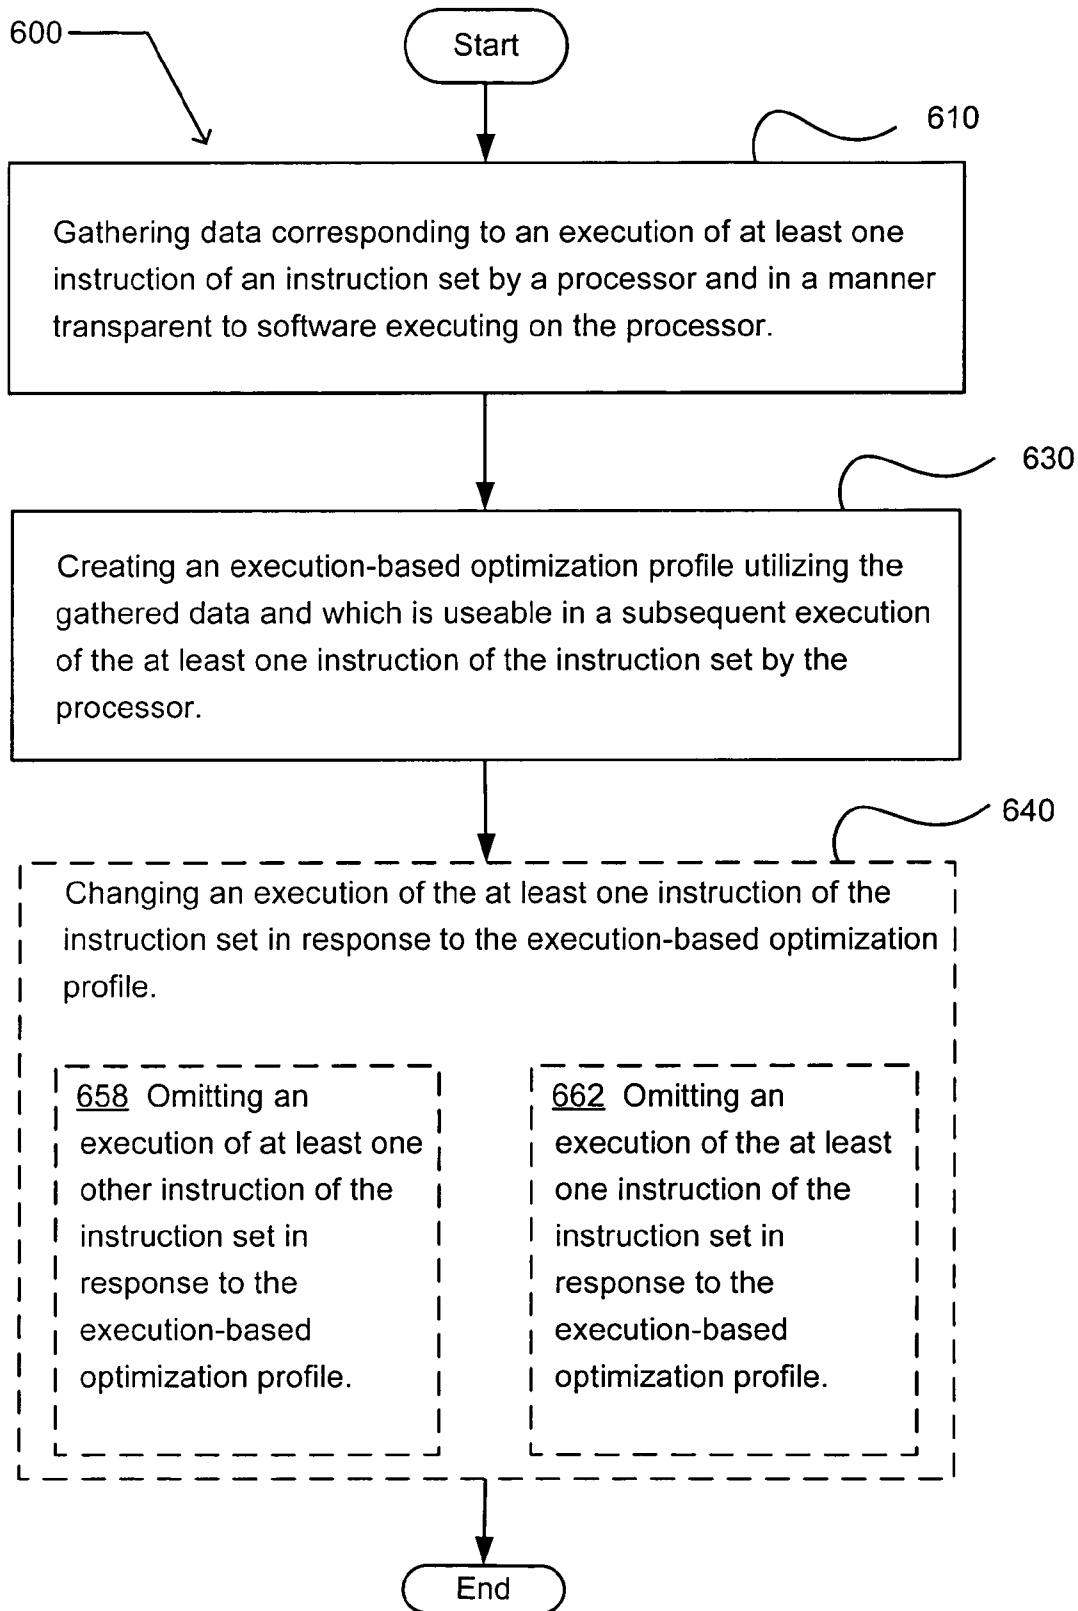 600
Start
610
Gathering data corresponding to an execution of at least one
instruction of an instruction set by a processor and in a manner
transparent to software executing on the processor.
630
Creating an execution-based optimization profile utilizing the
gathered data and which is useable in a subsequent execution
of the at least one instruction of the instruction set by the
processor.
640
Changing an execution of the at least one instruction of the
instruction set in response to the execution-based optimization
profile.
658 Omitting an
execution of at least one
other instruction of the
instruction set in
response to the
execution-based
optimization profile.
662 Omitting an
execution of the at least
one instruction of the
instruction set in
response to the
execution-based
optimization profile.
End